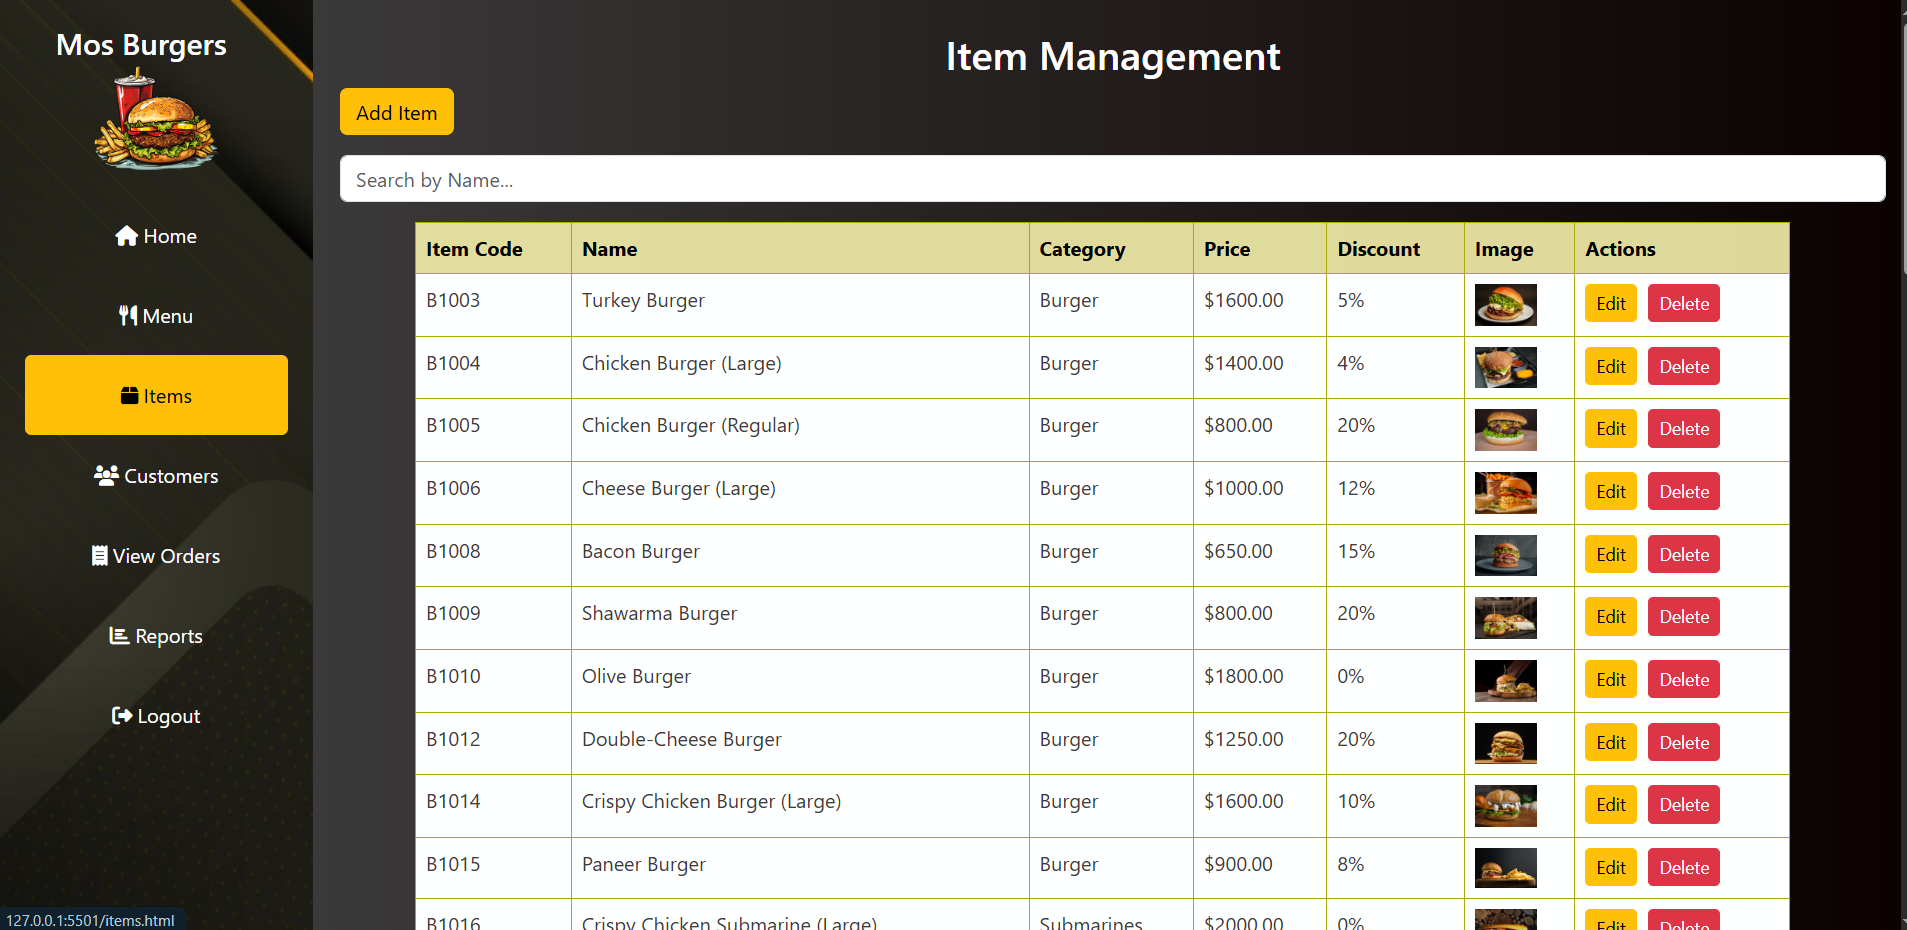 Mos Burgers
Home
Menu
Items
Customers
View Orders
Reports
Logout
127.0.0.1:5501/items.html
Item Management
Add Item
Search by Name...
Item Code Name Category Price Discount Image Actions
B1003 Turkey Burger Burger $1600.00 5% Edit Delete
B1004 Chicken Burger (Large) Burger $1400.00 4% Edit Delete
B1005 Chicken Burger (Regular) Burger $800.00 20% Edit Delete
B1006 Cheese Burger (Large) Burger $1000.00 12% Edit Delete
B1008 Bacon Burger Burger $650.00 15% Edit Delete
B1009 Shawarma Burger Burger $800.00 20% Edit Delete
B1010 Olive Burger Burger $1800.00 0% Edit Delete
B1012 Double-Cheese Burger Burger $1250.00 20% Edit Delete
B1014 Crispy Chicken Burger (Large) Burger $1600.00 10% Edit Delete
B1015 Paneer Burger Burger $900.00 8% Edit Delete
B1016 Crispy Chicken Submarine (Large) Submarines $2000.00 0% Edit Delete